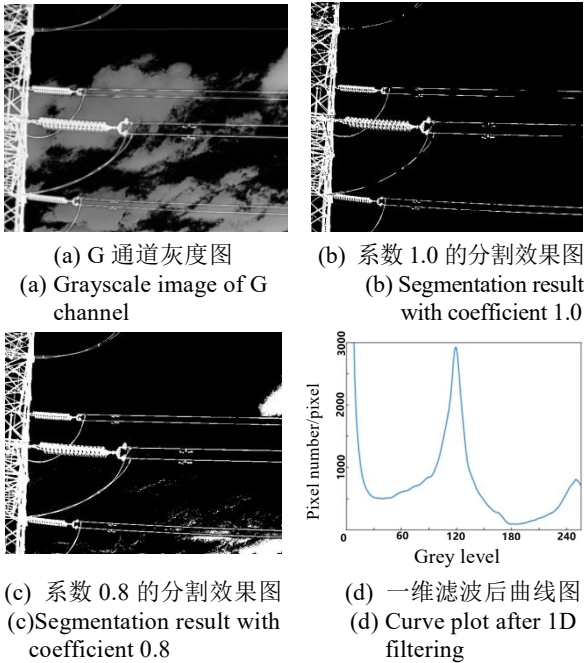 (a) G 通道灰度图
(a) Grayscale image of G
channel
(b) 系数 1.0 的分割效果图
(b) Segmentation result
with coefficient 1.0
3000
2000
1000
Pixel number/pixel
0
60
120
180
240
Grey level
(c) 系数 0.8 的分割效果图
(c)Segmentation result with
coefficient 0.8
(d) 一维滤波后曲线图
(d) Curve plot after 1D
filtering